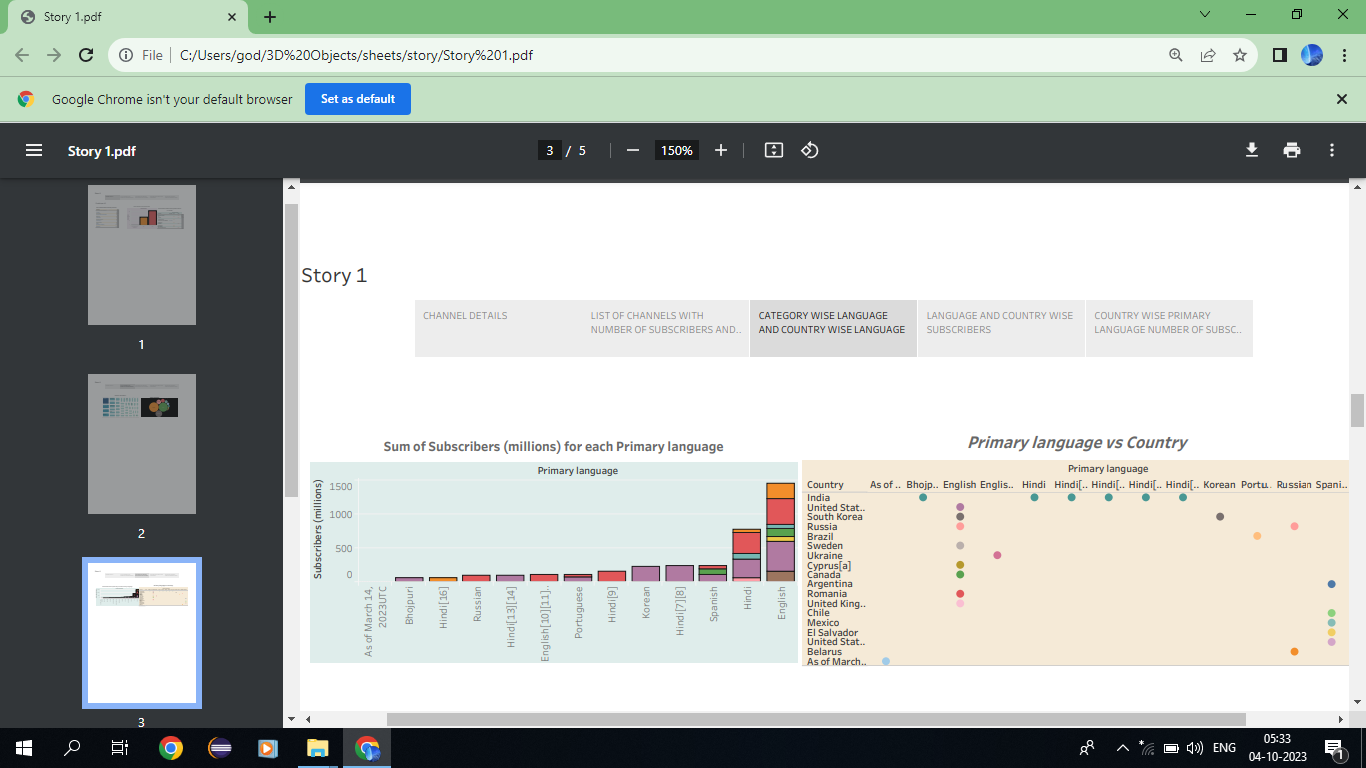 Story 1.pdf
File
C:/Users/god/3D%20Objects/sheets/story/Story%201.pdf
Google Chrome isn't your default browser
Set as default
Story 1.pdf
3 / 5
150%
1
2
3
Story 1
CHANNEL DETAILS
LIST OF CHANNELS WITH
NUMBER OF SUBSCRIBERS AND..
CATEGORY WISE LANGUAGE
AND COUNTRY WISE LANGUAGE
LANGUAGE AND COUNTRY WISE
SUBSCRIBERS
COUNTRY WISE PRIMARY
LANGUAGE NUMBER OF SUBSC..
Sum of Subscribers (millions) for each Primary language
Primary language
Subscribers (millions)
1500
1000
500
0
As of March 14,
2023UTC
Bhojpuri
Hindi[16]
Russian
Hindi[13][14]
English[10][11].
Portuguese
Hindi[9]
Korean
Hindi[7][8]
Spanish
Hindi
English
Primary language vs Country
Primary language
Country As of .. Bhojp.. English Englis.. Hindi Hindi[.. Hindi[.. Hindi[.. Hindi[.. Korean Portu.. Russian Spani..
India
United Stat..
South Korea
Russia
Brazil
Sweden
Ukraine
Cyprus[a]
Canada
Argentina
Romania
United King..
Chile
Mexico
El Salvador
United Stat..
Belarus
As of March..
ENG
05:33
04-10-2023
1